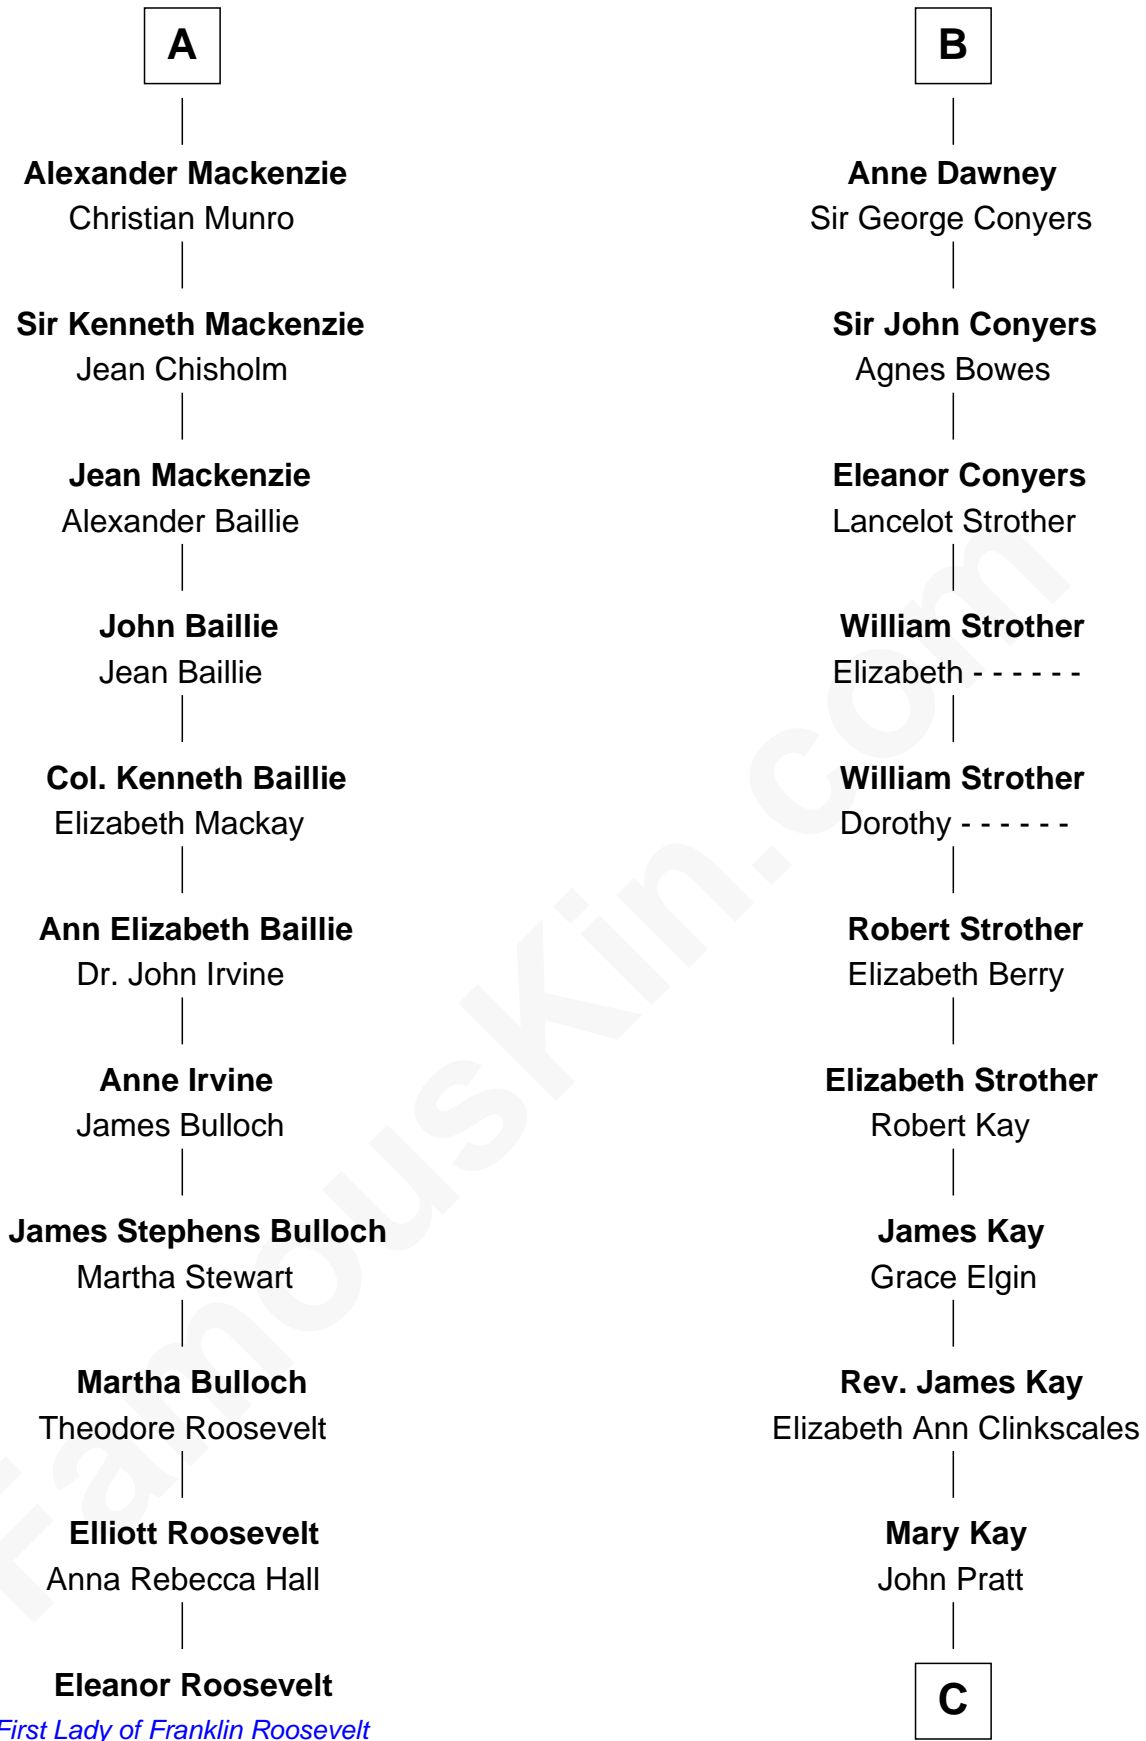 A
Alexander Mackenzie
Christian Munro
Sir Kenneth Mackenzie
Jean Chisholm
Jean Mackenzie
Alexander Baillie
John Baillie
Jean Baillie
Col. Kenneth Baillie
Elizabeth Mackay
Ann Elizabeth Baillie
Dr. John Irvine
Anne Irvine
James Bulloch
James Stephens Bulloch
Martha Stewart
Martha Bulloch
Theodore Roosevelt
Elliott Roosevelt
Anna Rebecca Hall
Eleanor Roosevelt
First Lady of Franklin Roosevelt
B
Anne Dawney
Sir George Conyers
Sir John Conyers
Agnes Bowes
Eleanor Conyers
Lancelot Strother
William Strother
Elizabeth - - - - - -
William Strother
Dorothy - - - - - -
Robert Strother
Elizabeth Berry
Elizabeth Strother
Robert Kay
James Kay
Grace Elgin
Rev. James Kay
Elizabeth Ann Clinkscales
Mary Kay
John Pratt
C
FamousKin.com